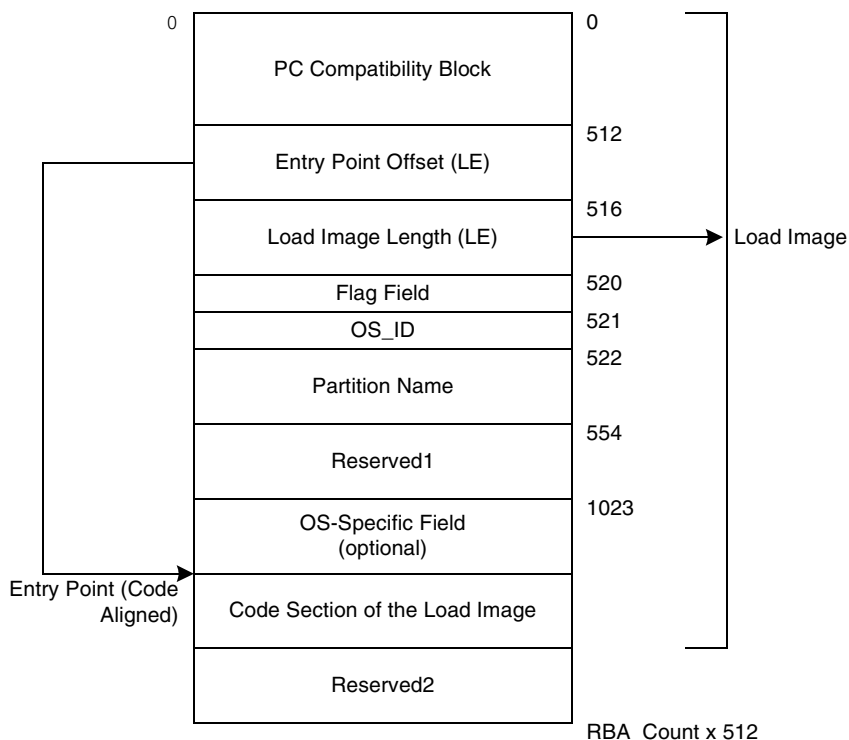 0
0
PC Compatibility Block
512
Entry Point Offset (LE)
516
Load Image Length (LE)
Load Image
520
Flag Field
521
OS_ID
522
Partition Name
554
Reserved1
1023
OS-Specific Field
(optional)
Entry Point (Code
Aligned)
Code Section of the Load Image
Reserved2
RBA_Count x 512